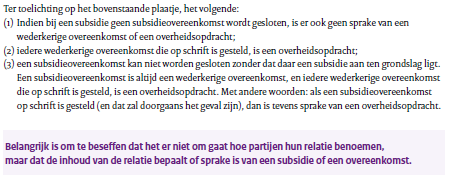 Ter toelichting op het bovenstaande plaatje, het volgende:
(1) Indien bij een subsidie geen subsidieovereenkomst wordt gesloten, is er ook geen sprake van een
wederkerige overeenkomst of een overheidsopdracht;
(2) iedere wederkerige overeenkomst die op schrift is gesteld, is een overheidsopdracht;
(3) een subsidieovereenkomst kan niet worden gesloten zonder dat daar een subsidie aan ten grondslag ligt.
Een subsidieovereenkomst is altijd een wederkerige overeenkomst, en iedere wederkerige overeenkomst
die op schrift is gesteld, is een overheidsopdracht. Met andere woorden: als een subsidieovereenkomst
op schrift is gesteld (en dat zal doorgaans het geval zijn), dan is tevens sprake van een overheidsopdracht.
Belangrijk is om te beseffen dat het er niet om gaat hoe partijen hun relatie benoemen,
maar dat de inhoud van de relatie bepaalt of sprake is van een subsidie of een overeenkomst.